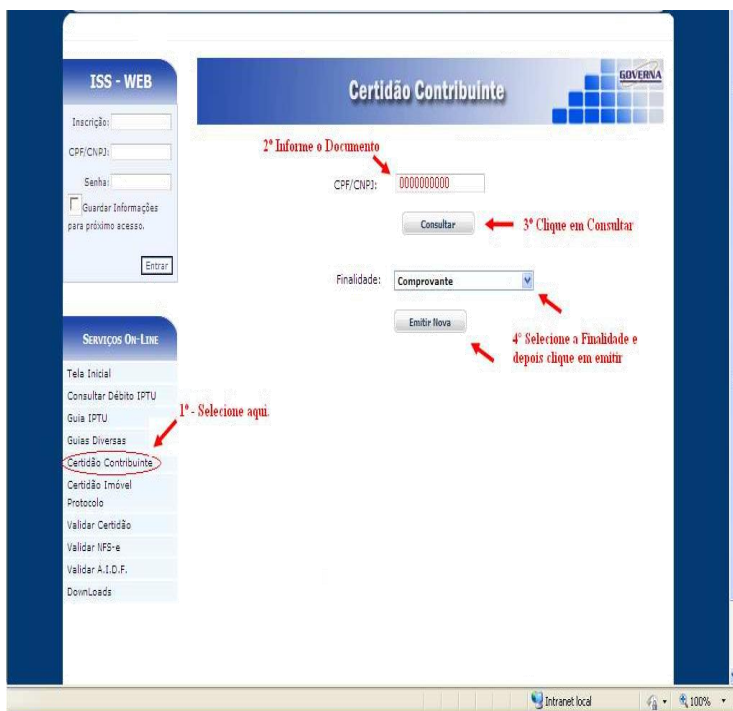 ISS - WEB
Inscrição:
CPF/CNPJ:
Senha:
Guardar Informações
para próximo acesso.
Entrar
SERVIÇOS ON-LINE
Tela Inicial
Consultar Débito IPTU
Guia IPTU
Guias Diversas
Certidão Contribuinte
Certidão Imóvel
Protocolo
Validar Certidão
Validar NFS-e
Validar A.I.D.F.
DownLoads
1º - Selecione aqui.
Certidão Contribuinte
GOVERNA
2º Informe o Documento
CPF/CNPJ: 0000000000
Consultar
3º Clique em Consultar
Finalidade: Comprovante
Emitir Nova
4º Selecione a Finalidade e
depois clique em emitir
Intranet local
100%